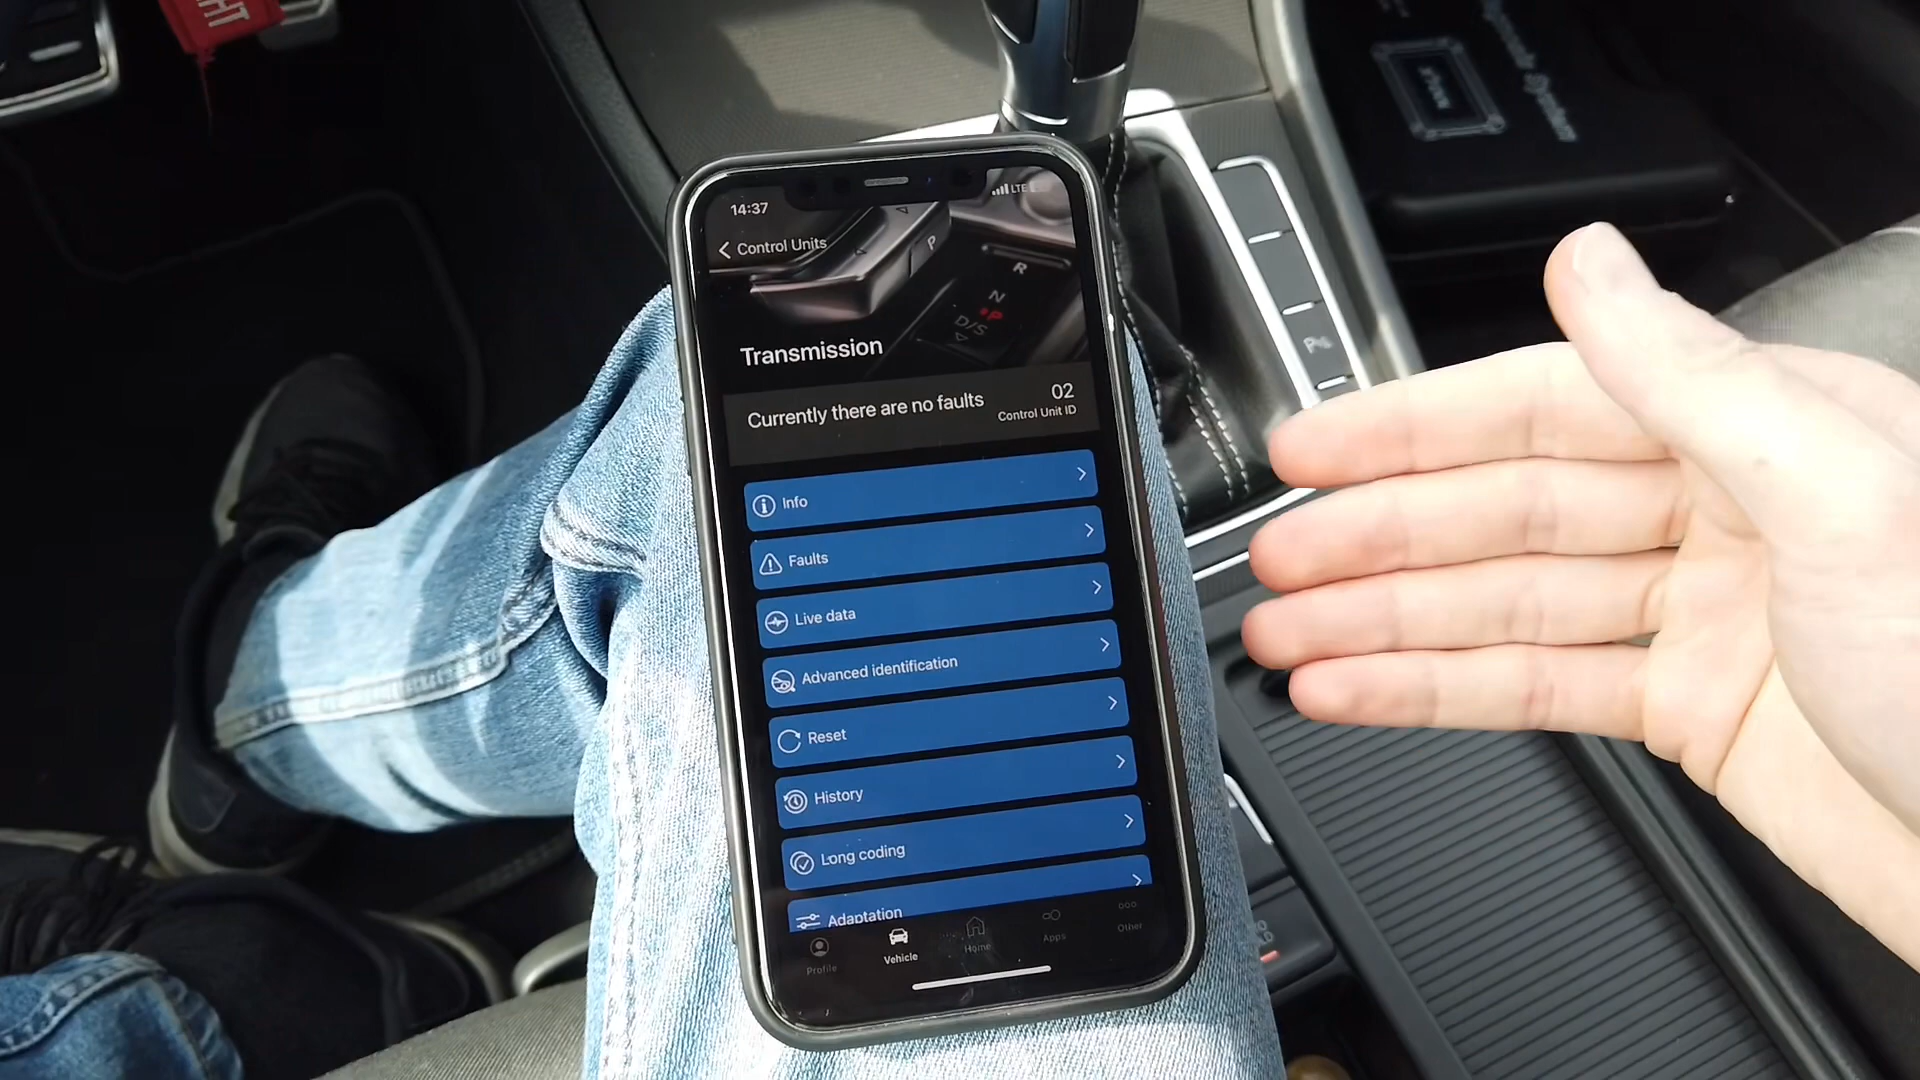 14:37
LTE
Control Units
P
R
N
P
D/S
Transmission
Currently there are no faults
02
Control Unit ID
Info
Faults
Live data
Advanced identification
Reset
History
Long coding
Adaptation
Profile
Vehicle
Home
Apps
Other